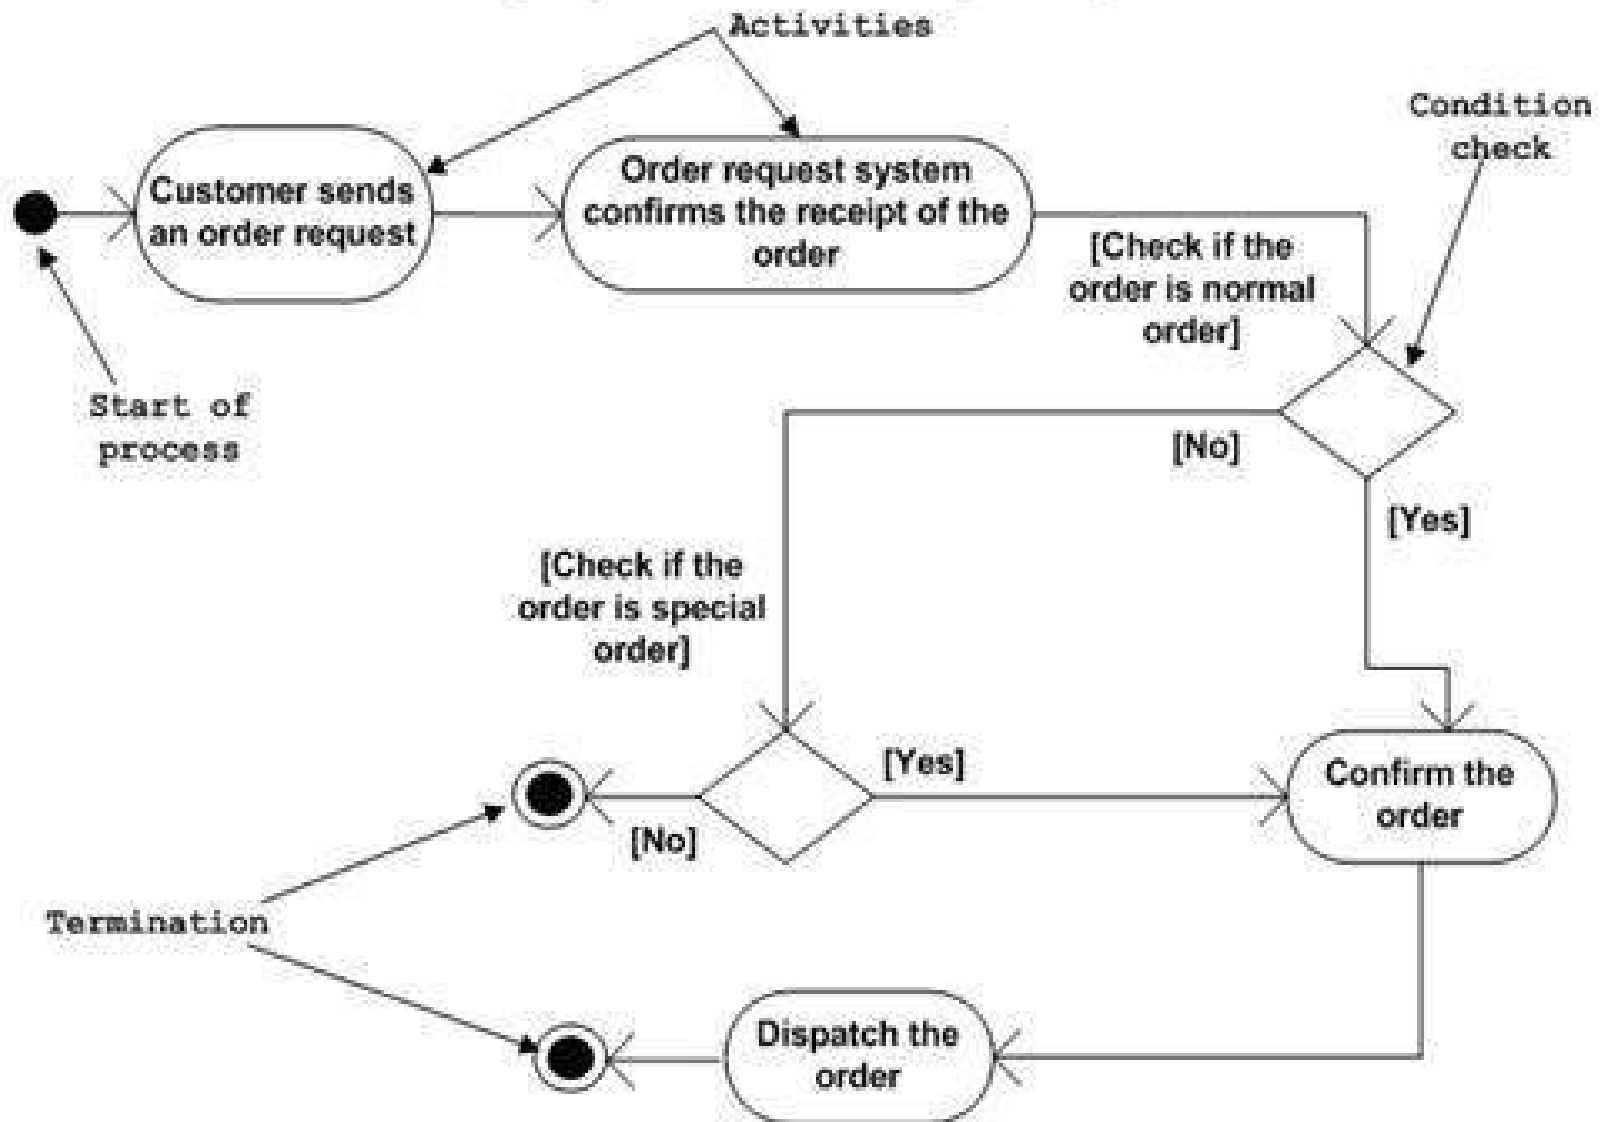 Activities
Condition
check
Customer sends
an order request
Order request system
confirms the receipt of the
order
[Check if the
order is normal
order]
Start of
process
[No]
[Yes]
[Check if the
order is special
order]
[Yes]
[No]
Confirm the
order
Termination
Dispatch the
order